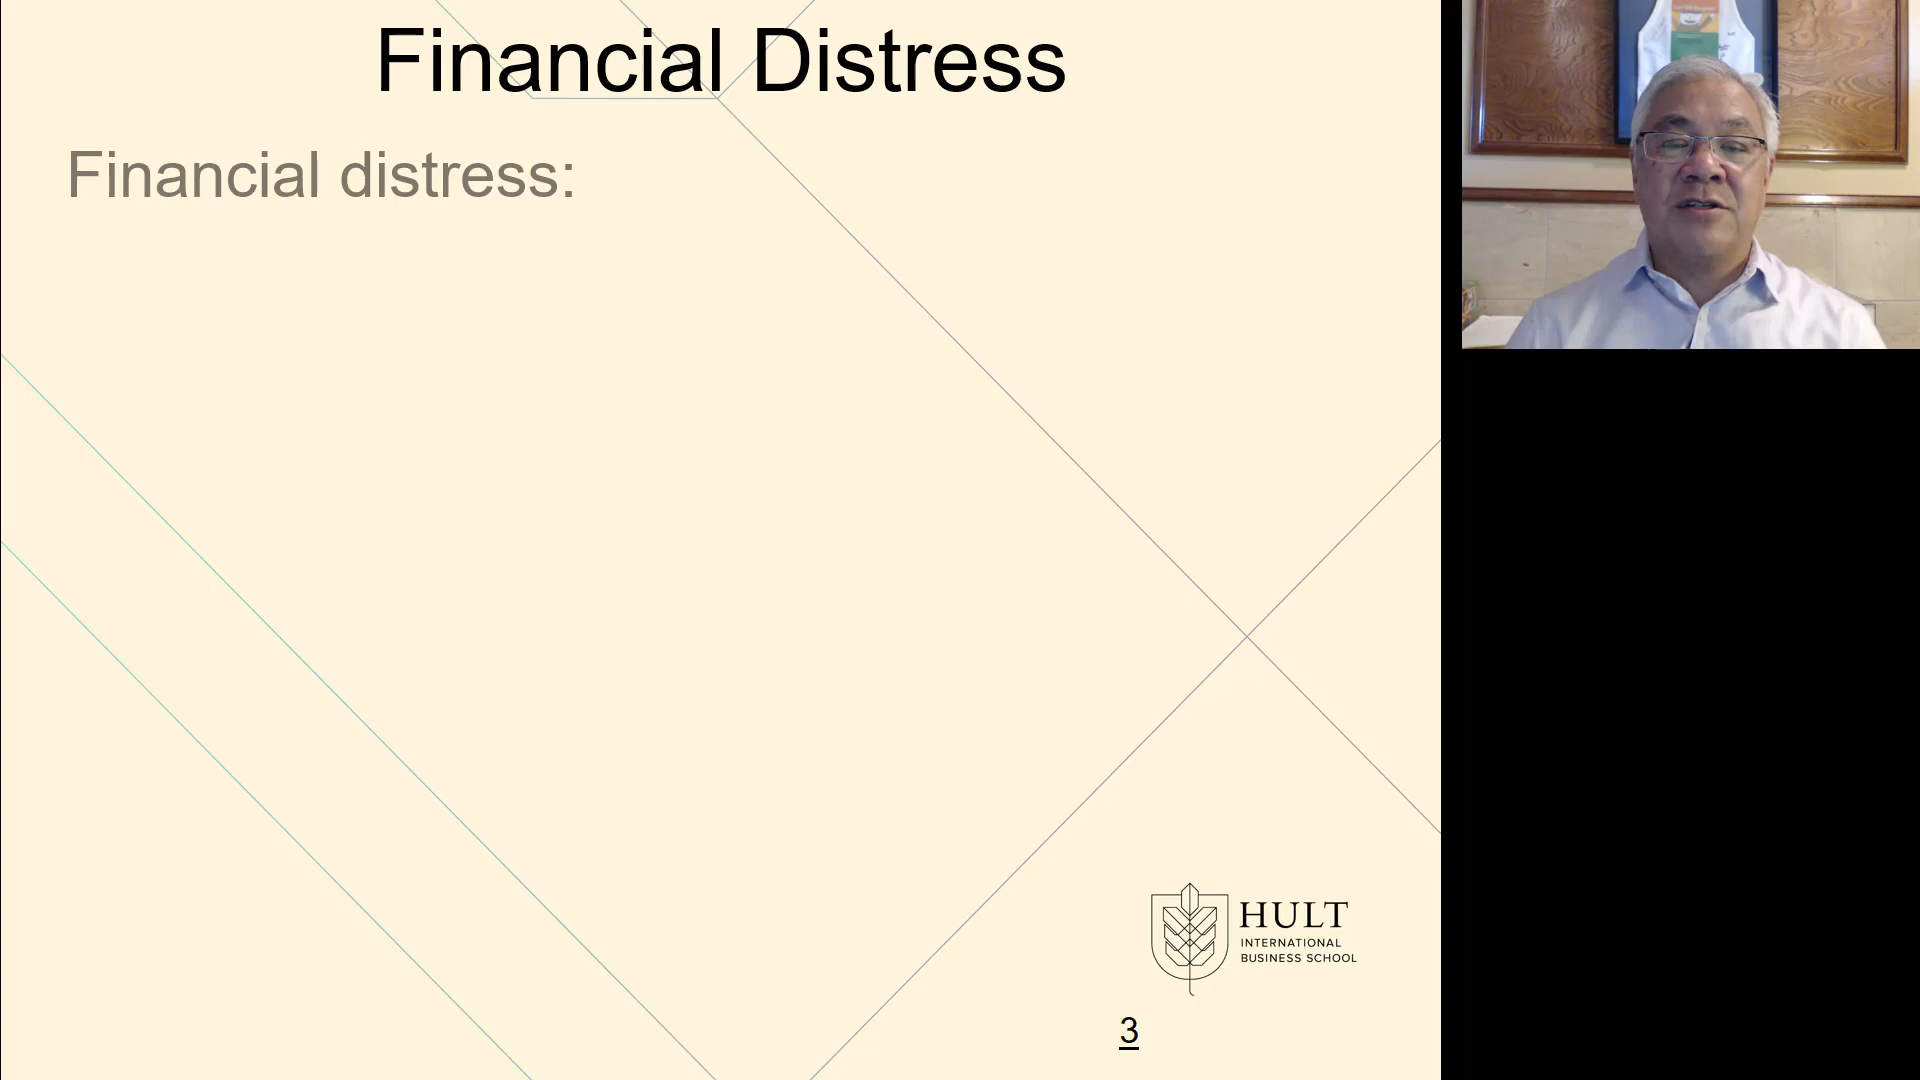 Financial Distress
Financial distress:
HULT
INTERNATIONAL
BUSINESS SCHOOL
3